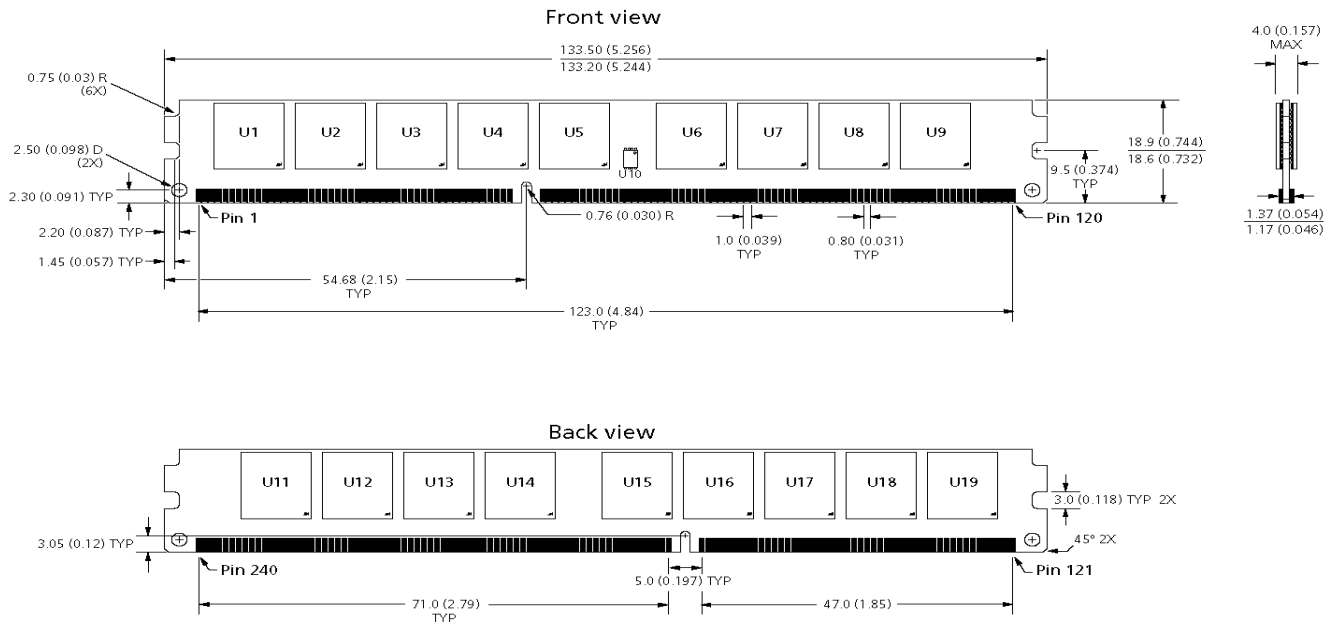 Front view
133.50 (5.256)
133.20 (5.244)
4.0 (0.157)
MAX
0.75 (0.03) R
(6X)
U1 U2 U3 U4 U5 U6 U7 U8 U9
U10
2.50 (0.098) D
(2X)
18.9 (0.744)
18.6 (0.732)
9.5 (0.374)
TYP
2.30 (0.091) TYP
Pin 1
0.76 (0.030) R
Pin 120
1.37 (0.054)
1.17 (0.046)
2.20 (0.087) TYP
1.0 (0.039)
TYP
0.80 (0.031)
TYP
1.45 (0.057) TYP
54.68 (2.15)
TYP
123.0 (4.84)
TYP
Back view
U11 U12 U13 U14 U15 U16 U17 U18 U19
3.0 (0.118) TYP 2X
3.05 (0.12) TYP
45° 2X
Pin 240
5.0 (0.197) TYP
Pin 121
71.0 (2.79)
TYP
47.0 (1.85)